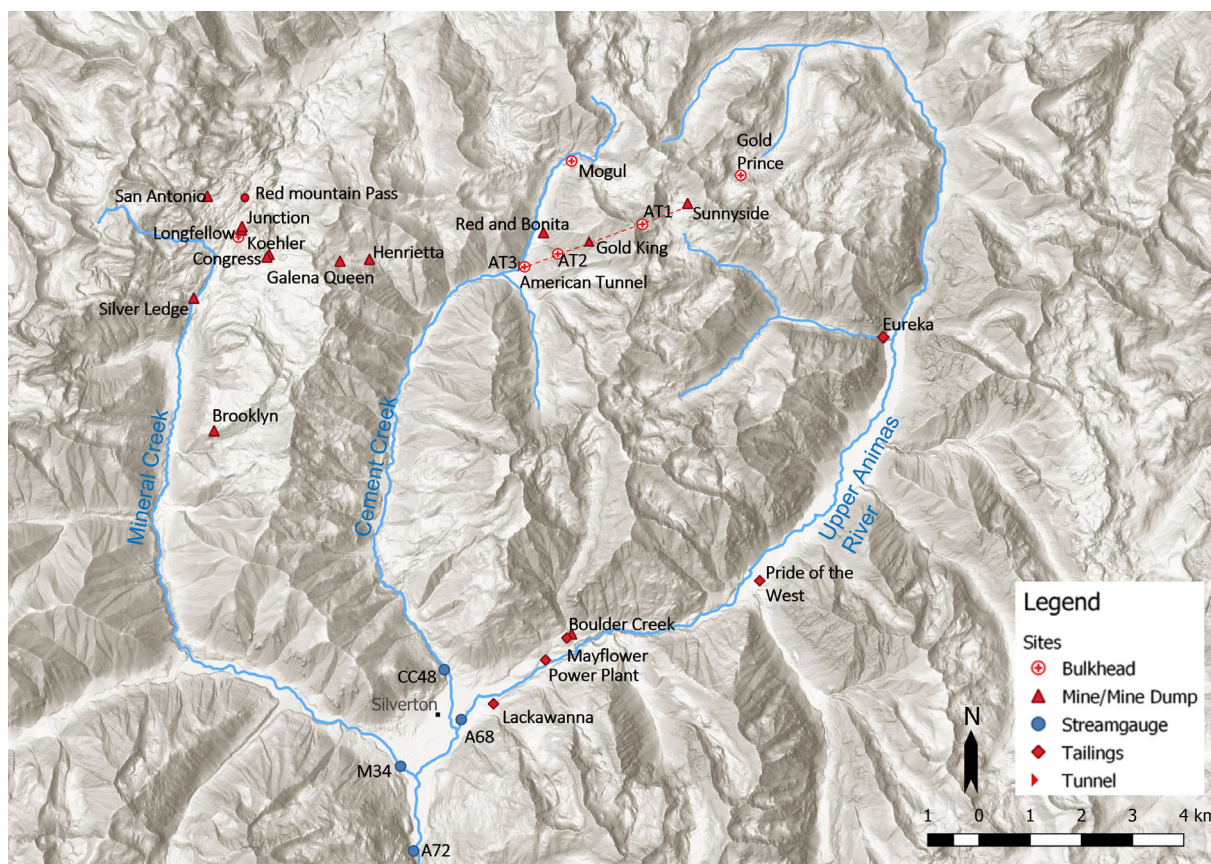 Gold
Prince
Mogul
San Antonio
Red mountain Pass
AT1
Sunnyside
Junction
Red and Bonita
Longfellow
Koehler
Gold King
Congress
Henrietta
AT3
AT2
Galena Queen
American Tunnel
Silver Ledge
Eureka
Brooklyn
Mineral Creek
Cement Creek
Upper Animas
River
Pride of the
West
Boulder Creek
Mayflower
Power Plant
CC48
Silverton
Lackawanna
A68
M34
A72
Legend
Sites
Bulkhead
Mine/Mine Dump
Streamgauge
Tailings
Tunnel
N
1 0 1 2 3 4 km